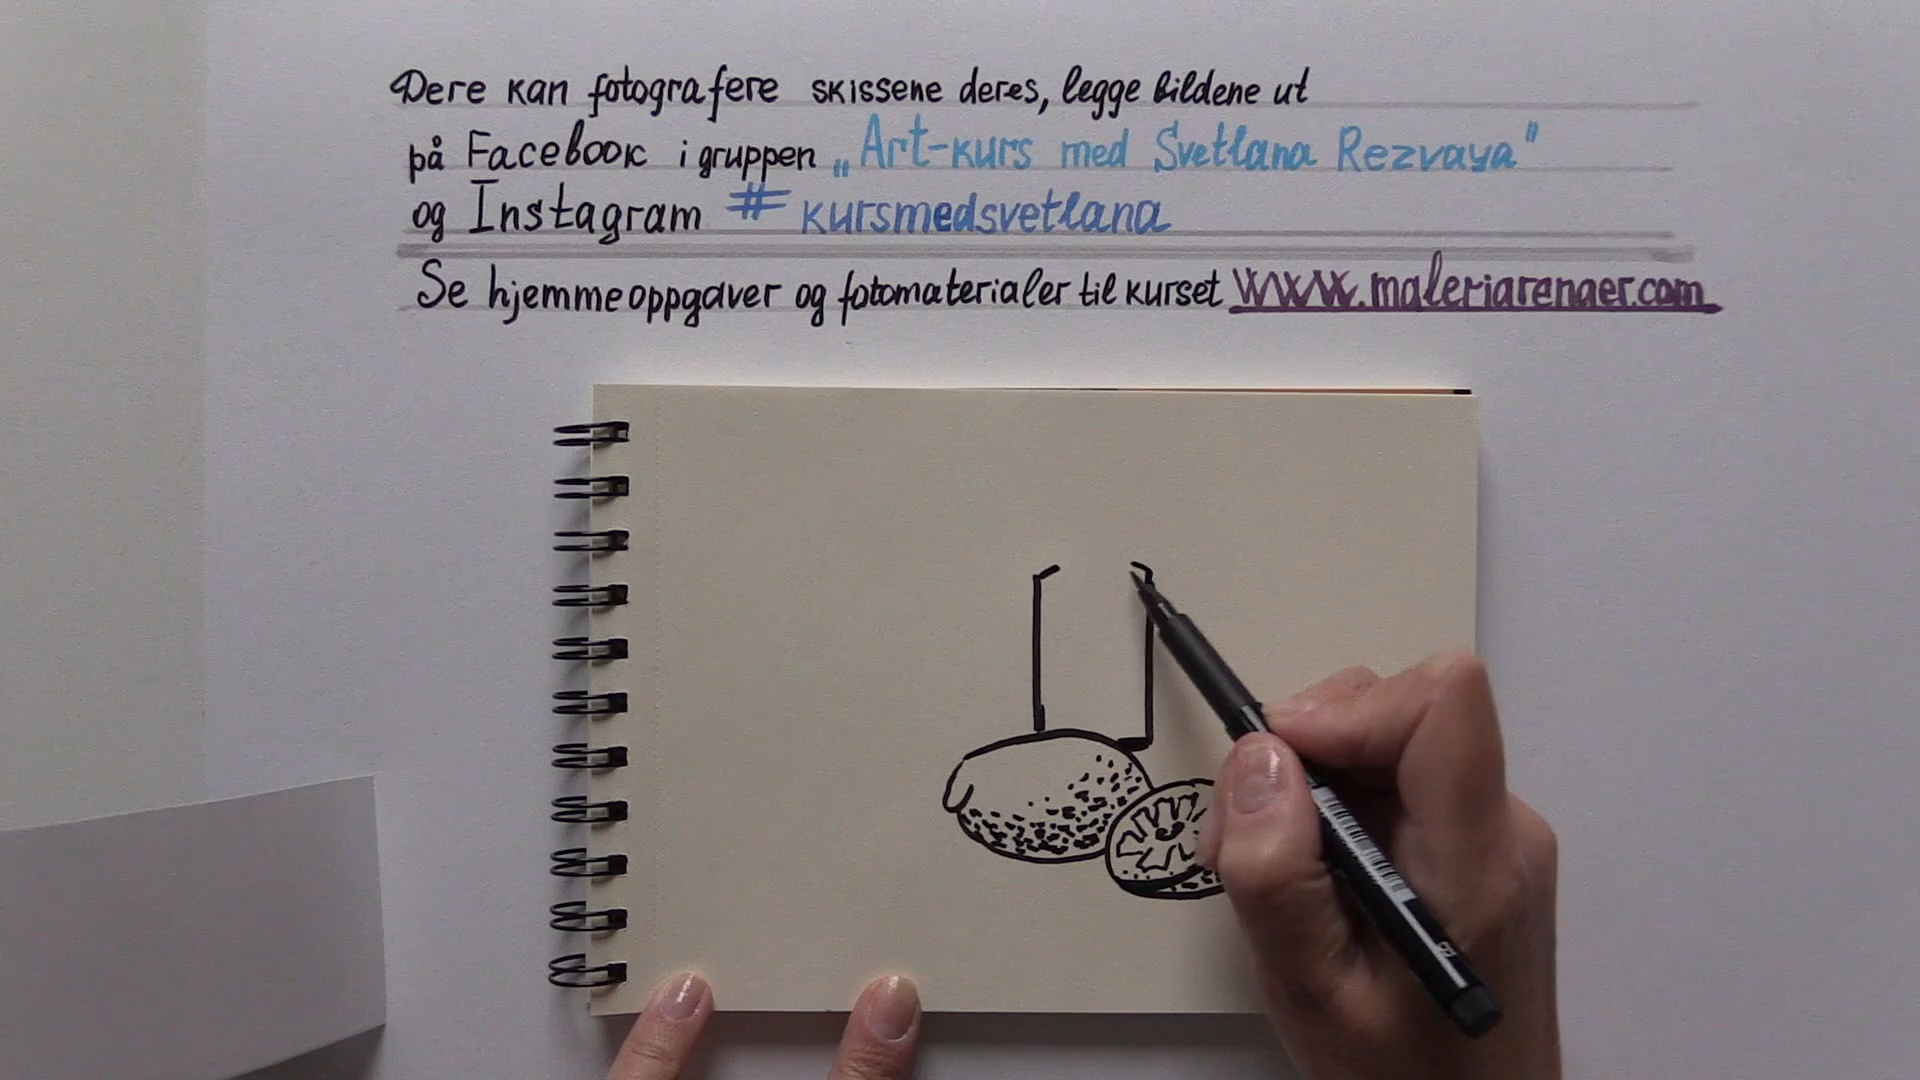 Dere kan fotografere skissene deres, legge bildene ut
på Facebook i gruppen „Art-kurs med Svetlana Rezvaya"
og Instagram # kursmedsvetlana
Se hjemmeoppgaver og fotomaterialer til kurset www.maleriarenaer.com